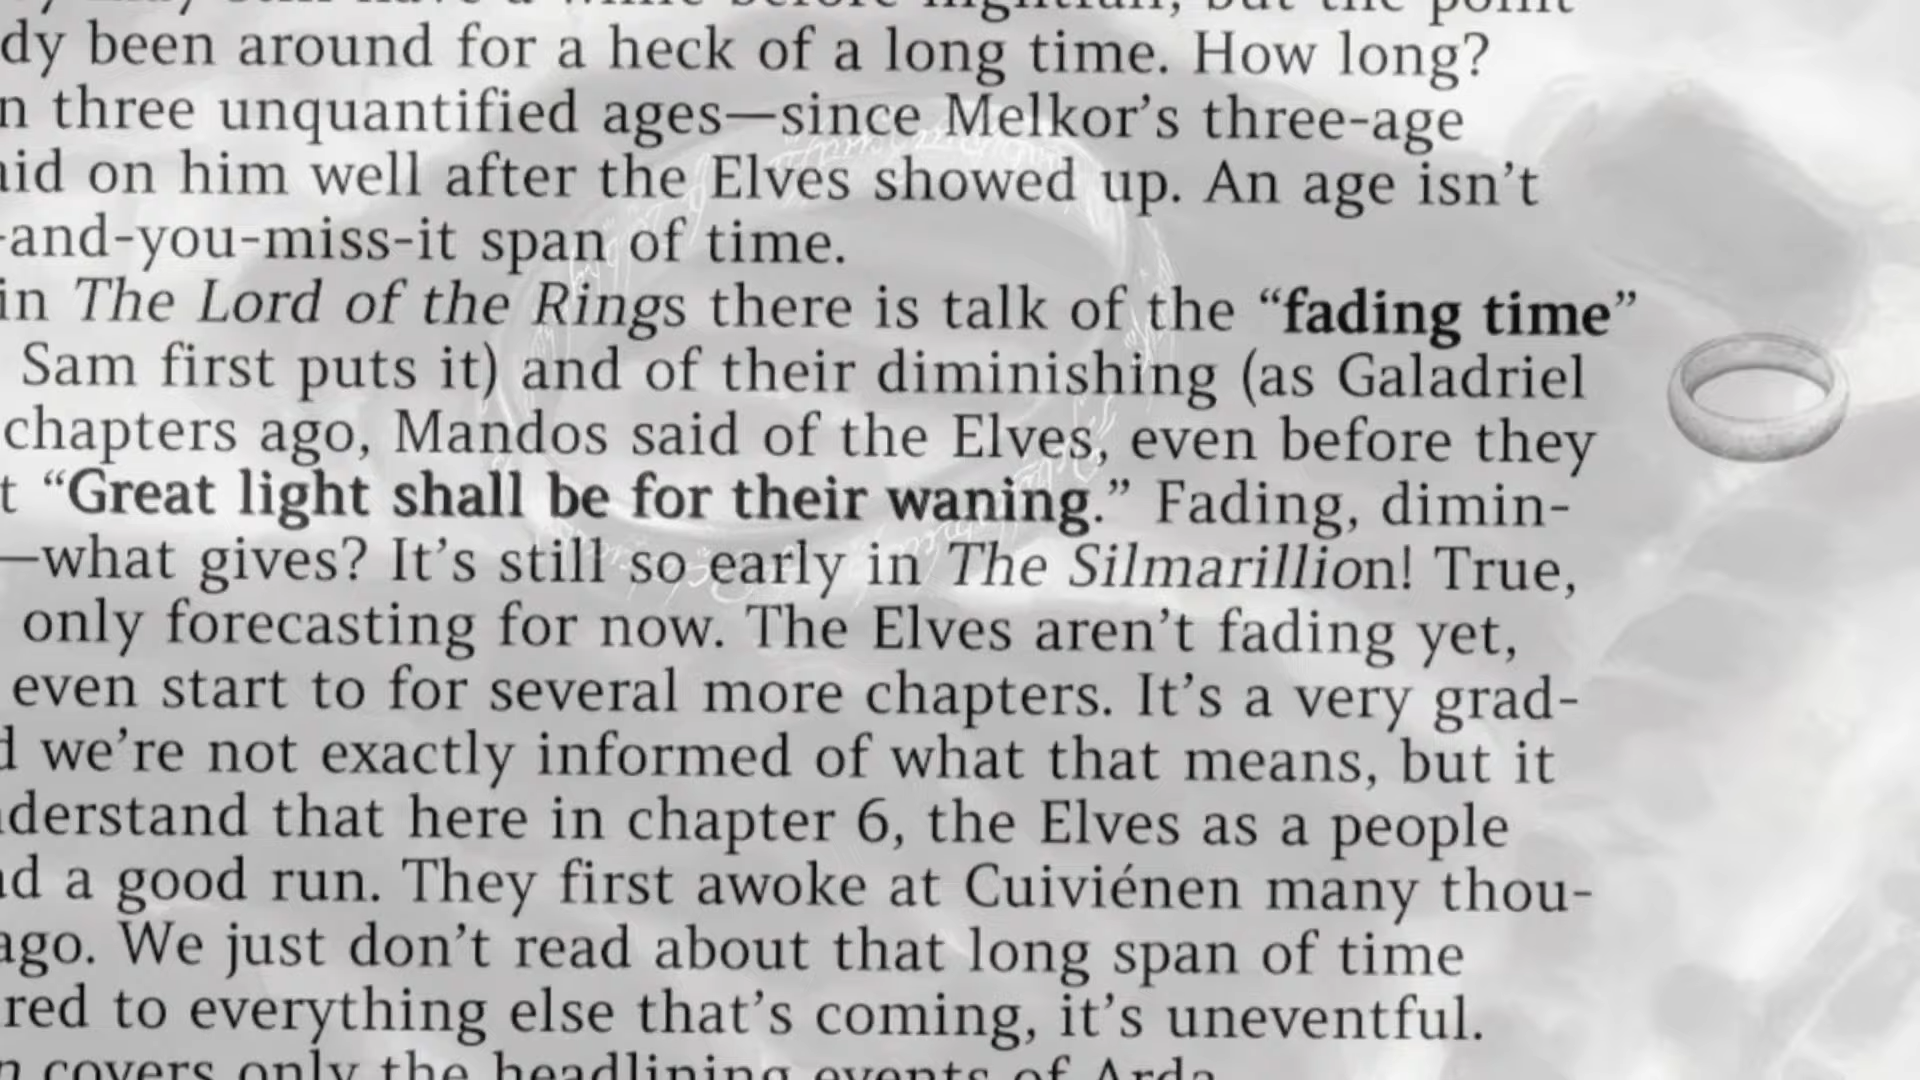 been around for a heck of a long time. How long?
three unquantified ages—since Melkor's three-age
on him well after the Elves showed up. An age isn't
-and-you-miss-it span of time.
in The Lord of the Rings there is talk of the “fading time”
Sam first puts it) and of their diminishing (as Galadriel
chapters ago, Mandos said of the Elves, even before they
“Great light shall be for their waning.” Fading, dimin-
—what gives? It's still so early in The Silmarillion! True,
only forecasting for now. The Elves aren't fading yet,
even start to for several more chapters. It's a very grad-
we're not exactly informed of what that means, but it
derstand that here in chapter 6, the Elves as a people
a good run. They first awoke at Cuiviénen many thou-
ago. We just don't read about that long span of time
red to everything else that's coming, it's uneventful.
covers only the headlining events of Arda